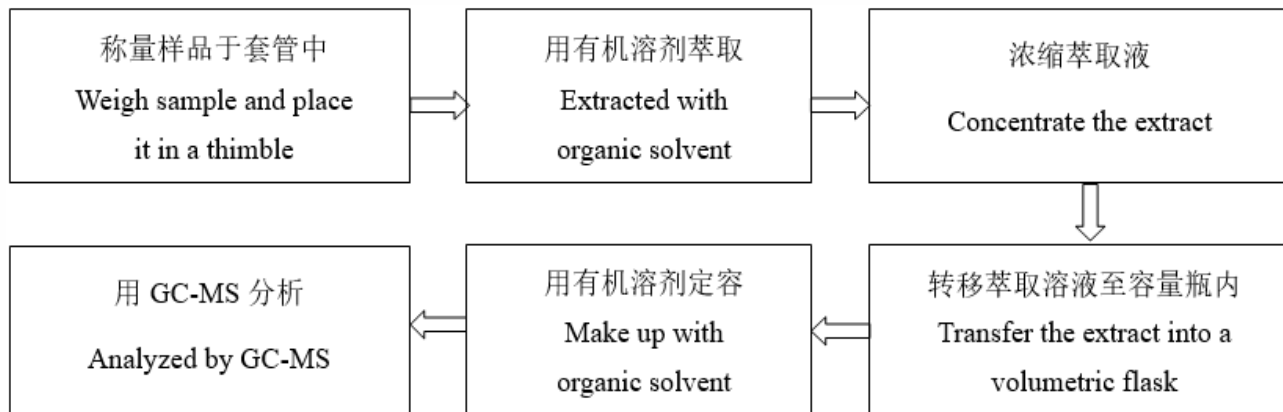 称量样品于套管中
Weigh sample and place
it in a thimble
用有机溶剂萃取
Extracted with
organic solvent
浓缩萃取液
Concentrate the extract
转移萃取溶液至容量瓶内
Transfer the extract into a
volumetric flask
用有机溶剂定容
Make up with
organic solvent
用 GC-MS 分析
Analyzed by GC-MS